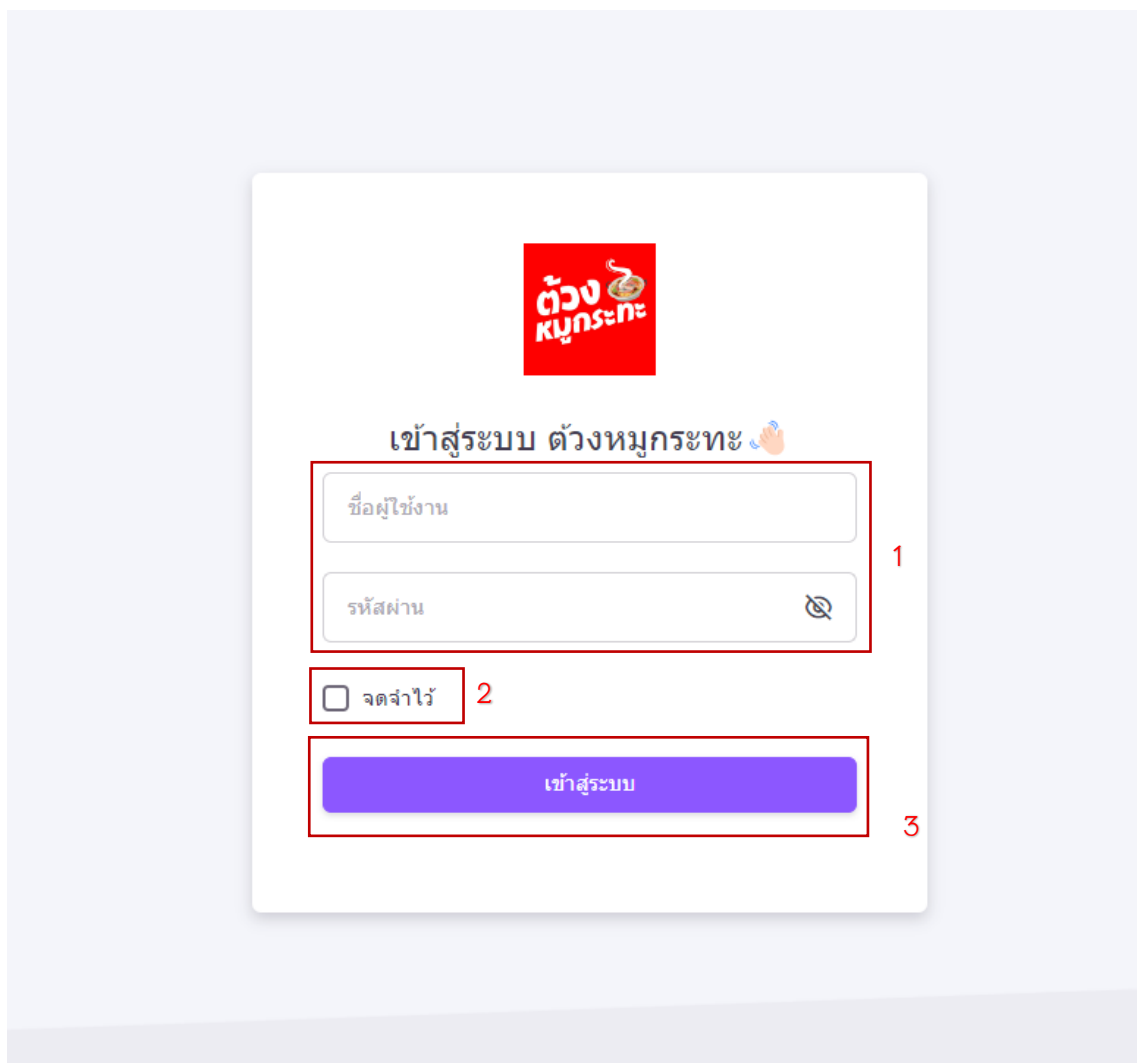 ต้วง
หมูกระทะ
เข้าสู่ระบบ ต้วงหมูกระทะ👋🏻
ชื่อผู้ใช้งาน
1
รหัสผ่าน
จดจำไว้
2
เข้าสู่ระบบ
3